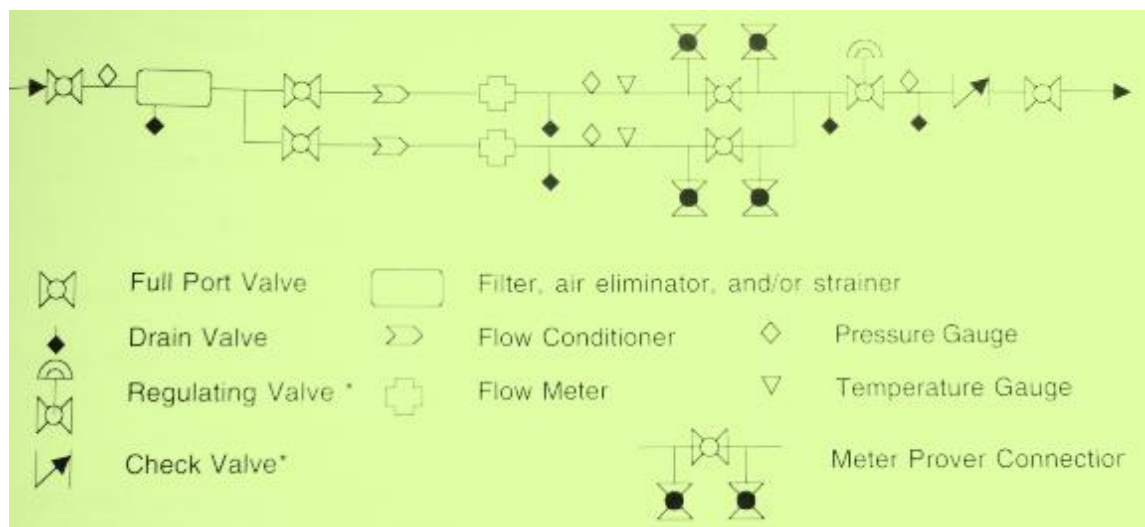 Full Port Valve
Filter, air eliminator, and/or strainer
Drain Valve
Flow Conditioner
Pressure Gauge
Regulating Valve *
Flow Meter
Temperature Gauge
Check Valve*
Meter Prover Connection